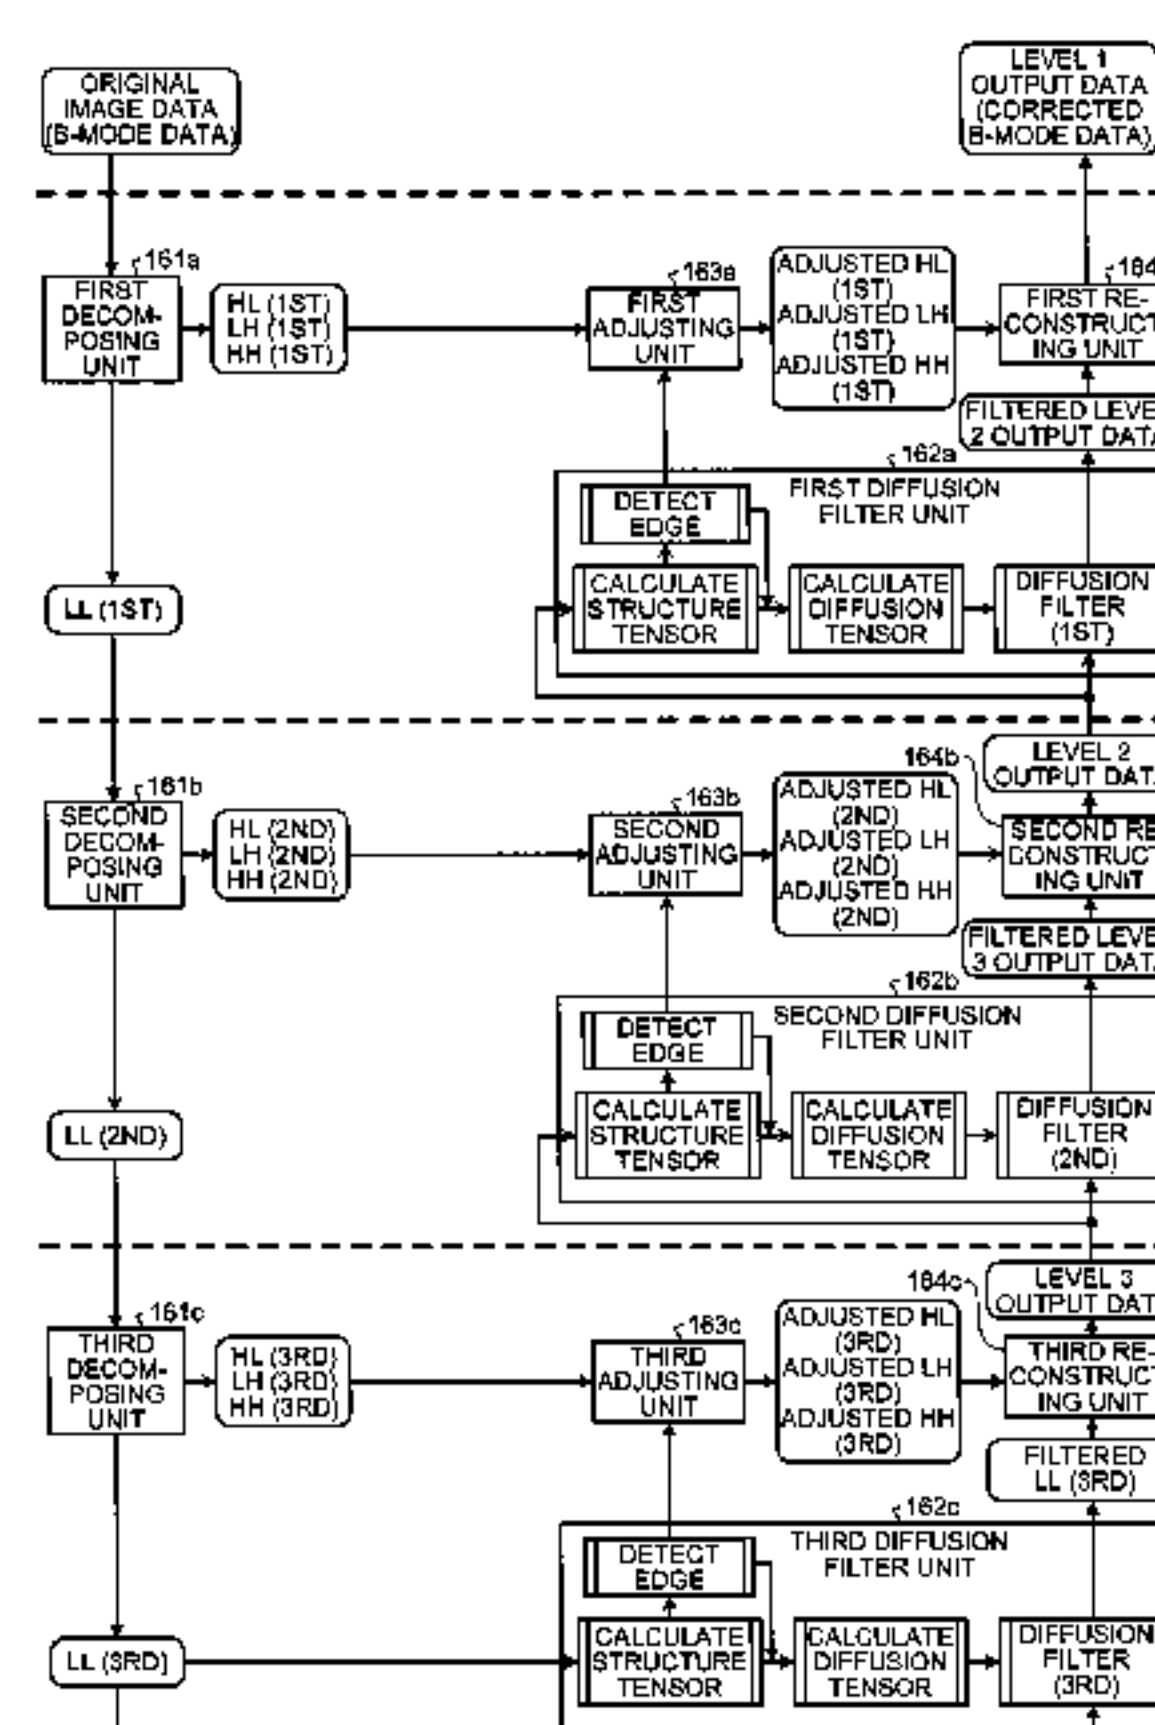 ORIGINAL
IMAGE DATA
(B-MODE DATA)
LEVEL 1
OUTPUT DATA
(CORRECTED
B-MODE DATA)
161a
FIRST
DECOM-
POSING
UNIT
HL (1ST)
LH (1ST)
HH (1ST)
163a
FIRST
ADJUSTING
UNIT
ADJUSTED HL
(1ST)
ADJUSTED LH
(1ST)
ADJUSTED HH
(1ST)
164
FIRST RE-
CONSTRUCT
ING UNIT
FILTERED LEVE
2 OUTPUT DATA
162a
FIRST DIFFUSION
FILTER UNIT
DETECT
EDGE
CALCULATE
STRUCTURE
TENSOR
CALCULATE
DIFFUSION
TENSOR
DIFFUSION
FILTER
(1ST)
LL (1ST)
LEVEL 2
OUTPUT DAT
161b
SECOND
DECOM-
POSING
UNIT
HL (2ND)
LH (2ND)
HH (2ND)
163b
SECOND
ADJUSTING
UNIT
ADJUSTED HL
(2ND)
ADJUSTED LH
(2ND)
ADJUSTED HH
(2ND)
164b
SECOND RE
CONSTRUCT
ING UNIT
FILTERED LEVE
3 OUTPUT DAT
162b
SECOND DIFFUSION
FILTER UNIT
DETECT
EDGE
CALCULATE
STRUCTURE
TENSOR
CALCULATE
DIFFUSION
TENSOR
DIFFUSION
FILTER
(2ND)
LL (2ND)
LEVEL 3
OUTPUT DAT
161c
THIRD
DECOM-
POSING
UNIT
HL (3RD)
LH (3RD)
HH (3RD)
163c
THIRD
ADJUSTING
UNIT
ADJUSTED HL
(3RD)
ADJUSTED LH
(3RD)
ADJUSTED HH
(3RD)
164c
THIRD RE-
CONSTRUCT
ING UNIT
FILTERED
LL (3RD)
162c
THIRD DIFFUSION
FILTER UNIT
DETECT
EDGE
CALCULATE
STRUCTURE
TENSOR
CALCULATE
DIFFUSION
TENSOR
DIFFUSION
FILTER
(3RD)
LL (3RD)